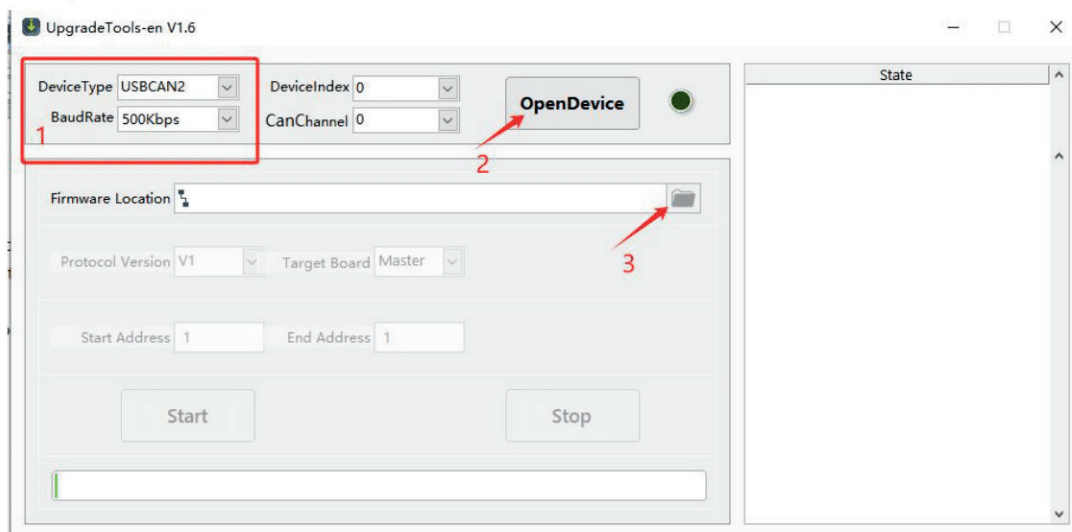 UpgradeTools-en V1.6
DeviceType USBCAN2 DeviceIndex 0 OpenDevice
BaudRate 500Kbps CanChannel 0
1
2
Firmware Location
3
Protocol Version V1 Target Board Master
Start Address 1 End Address 1
Start Stop
State